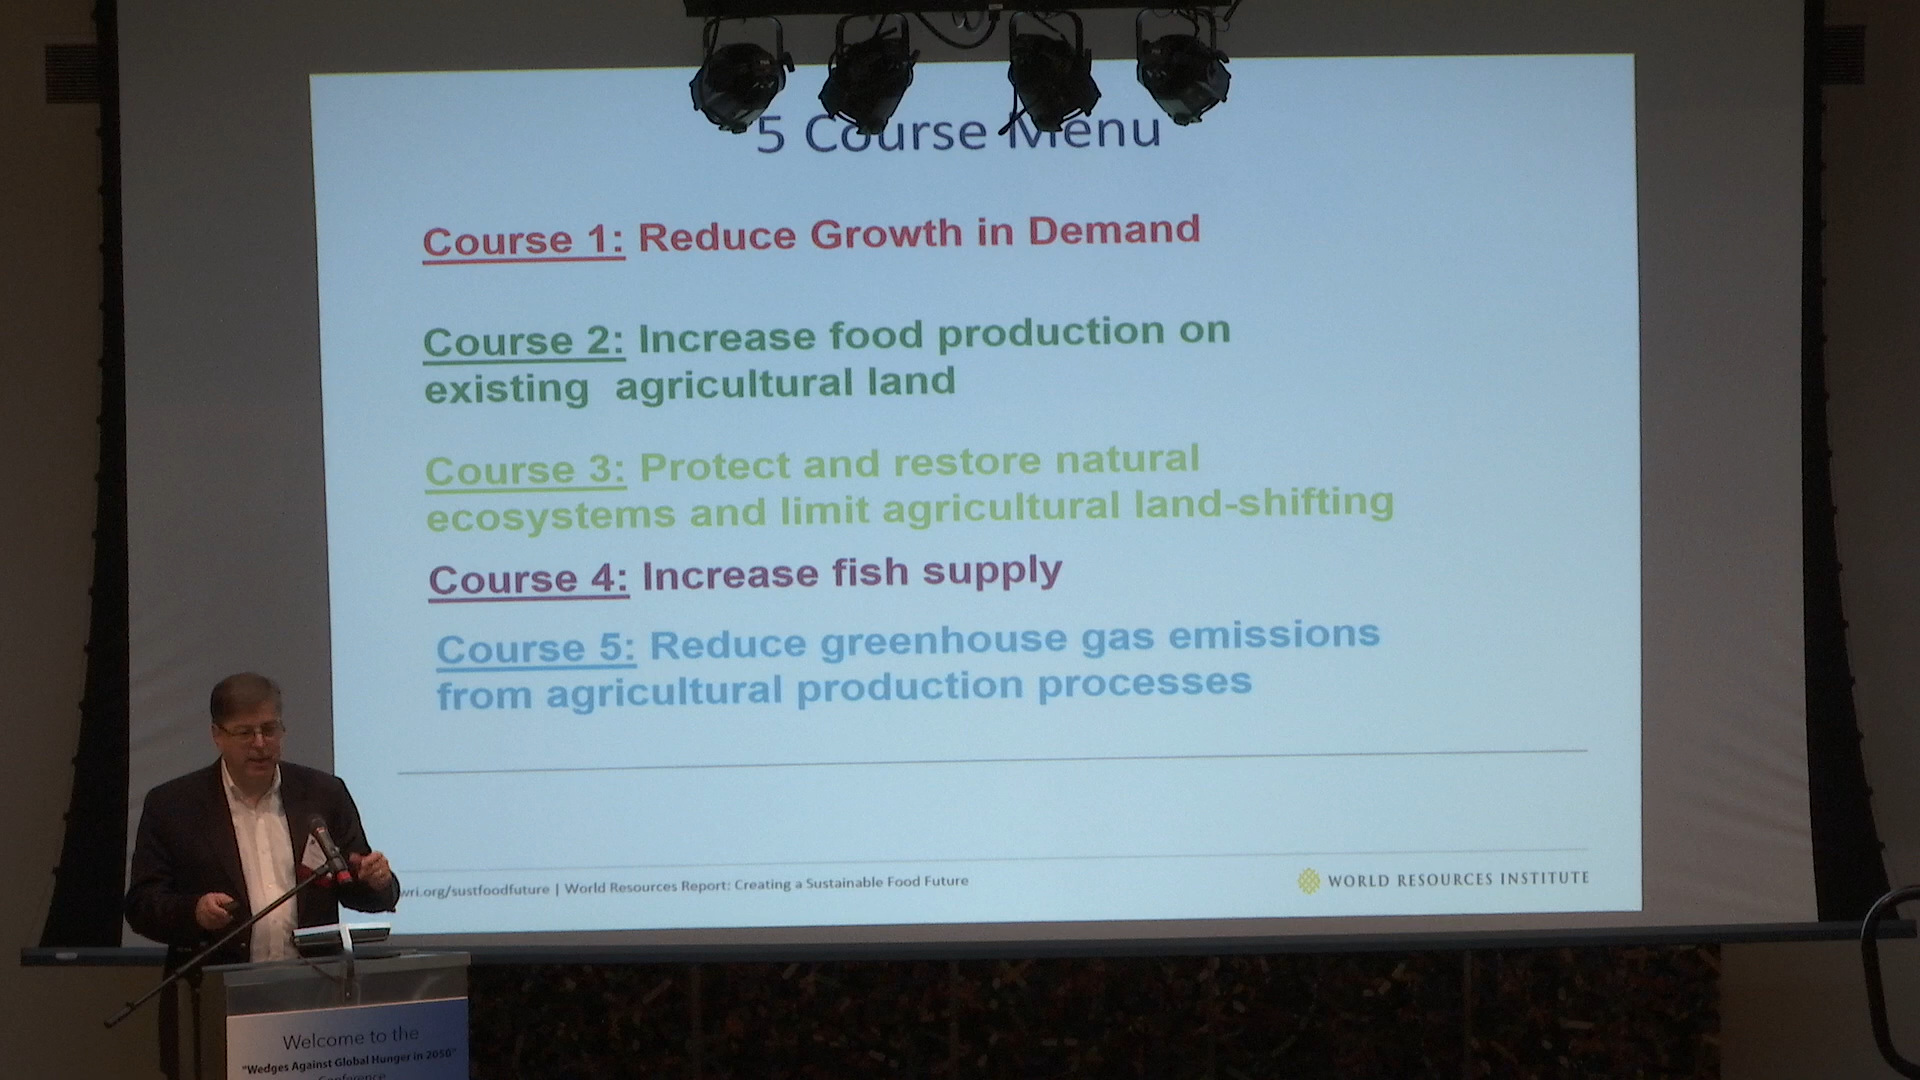 5 Course Menu
Course 1: Reduce Growth in Demand
Course 2: Increase food production on
existing agricultural land
Course 3: Protect and restore natural
ecosystems and limit agricultural land-shifting
Course 4: Increase fish supply
Course 5: Reduce greenhouse gas emissions
from agricultural production processes
wri.org/sustfoodfuture | World Resources Report: Creating a Sustainable Food Future
WORLD RESOURCES INSTITUTE
Welcome to the
"Wedges Against Global Hunger in 2050"
Conference